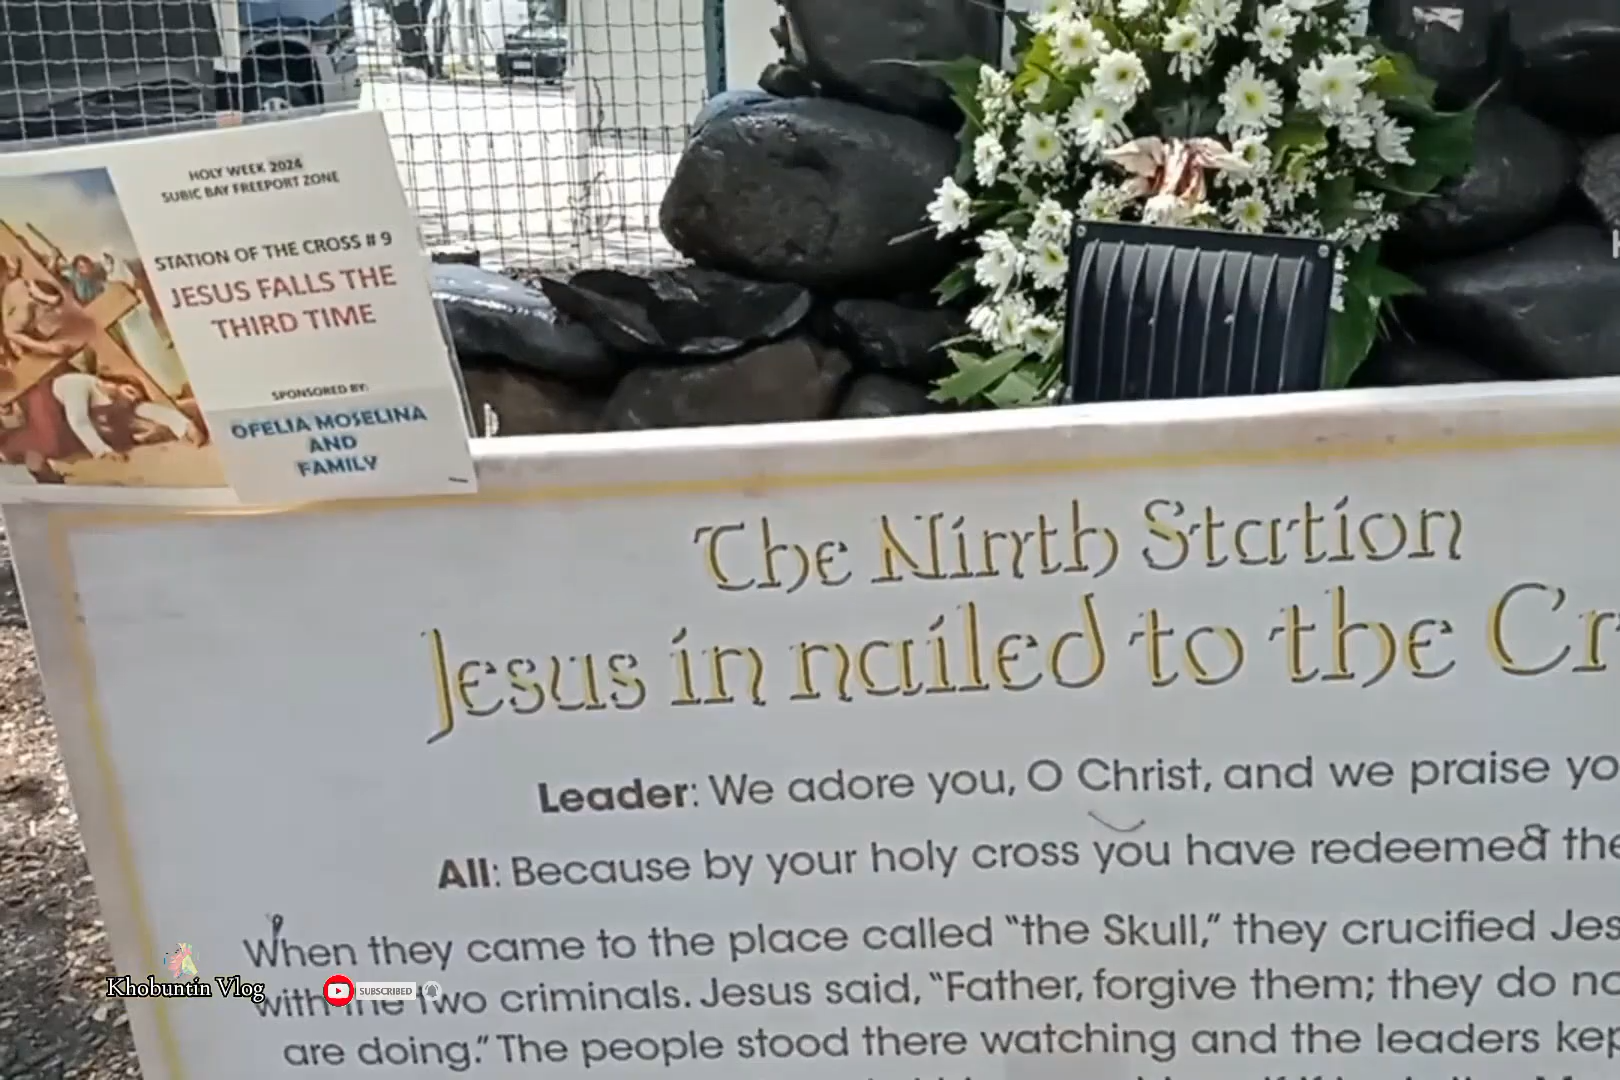 HOLY WEEK 2024
SUBIC BAY FREEPORT ZONE
STATION OF THE CROSS # 9
JESUS FALLS THE
THIRD TIME
SPONSORED BY:
OFELIA MOSELINA
AND
FAMILY
The Ninth Station
Jesus in nailed to the Cr
Leader: We adore you, O Christ, and we praise yo
All: Because by your holy cross you have redeemed the
When they came to the place called “the Skull,” they crucified Jes
with the two criminals. Jesus said, “Father, forgive them; they do no
are doing.” The people stood there watching and the leaders kep
Khobuntin Vlog
SUBSCRIBED